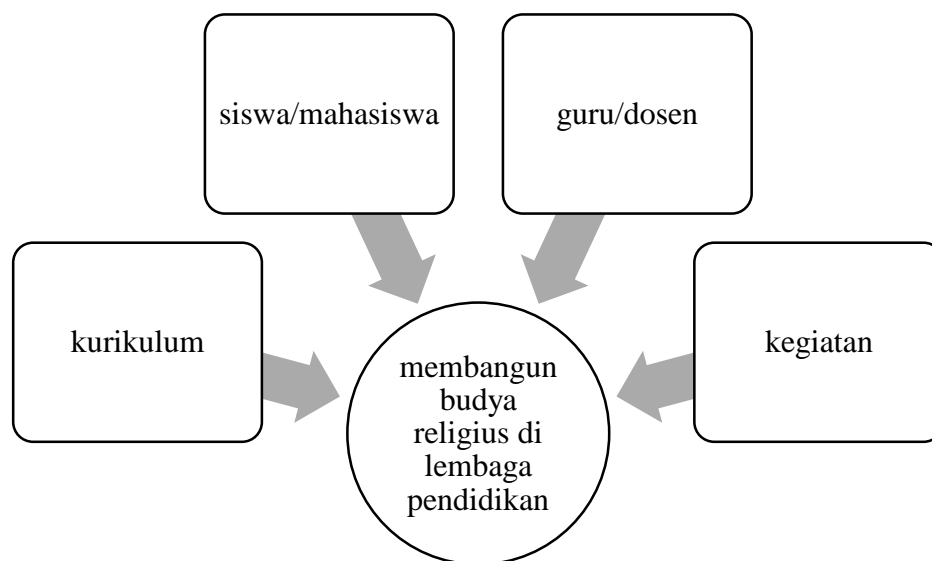 siswa/mahasiswa
guru/dosen
kurikulum
kegiatan
membangun
budya
religius di
lembaga
pendidikan